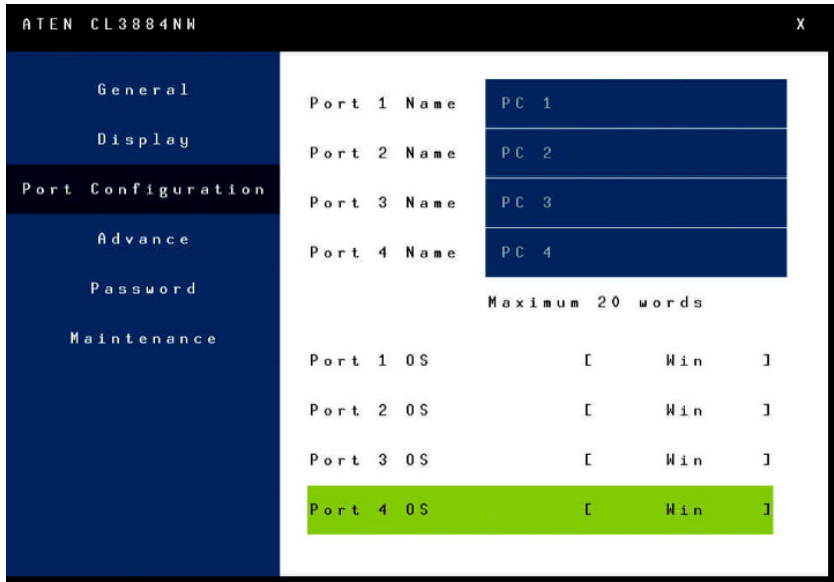 ATEN CL3884NW X
General
Display
Port Configuration
Advance
Password
Maintenance
Port 1 Name PC 1
Port 2 Name PC 2
Port 3 Name PC 3
Port 4 Name PC 4
Maximum 20 words
Port 1 OS [ Win ]
Port 2 OS [ Win ]
Port 3 OS [ Win ]
Port 4 OS [ Win ]